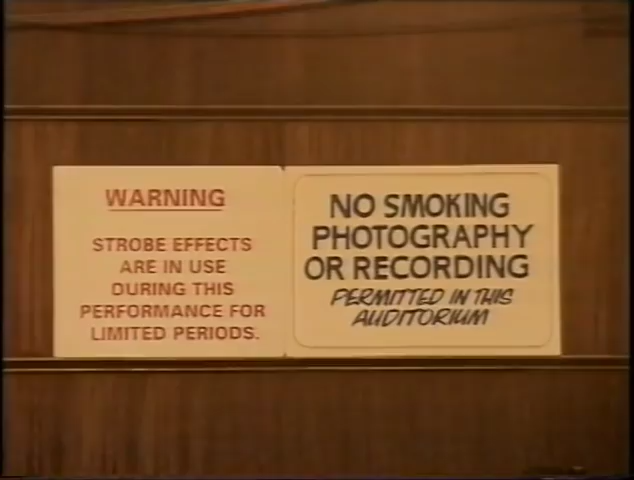 WARNING
STROBE EFFECTS
ARE IN USE
DURING THIS
PERFORMANCE FOR
LIMITED PERIODS.
NO SMOKING
PHOTOGRAPHY
OR RECORDING
PERMITTED IN THIS
AUDITORIUM